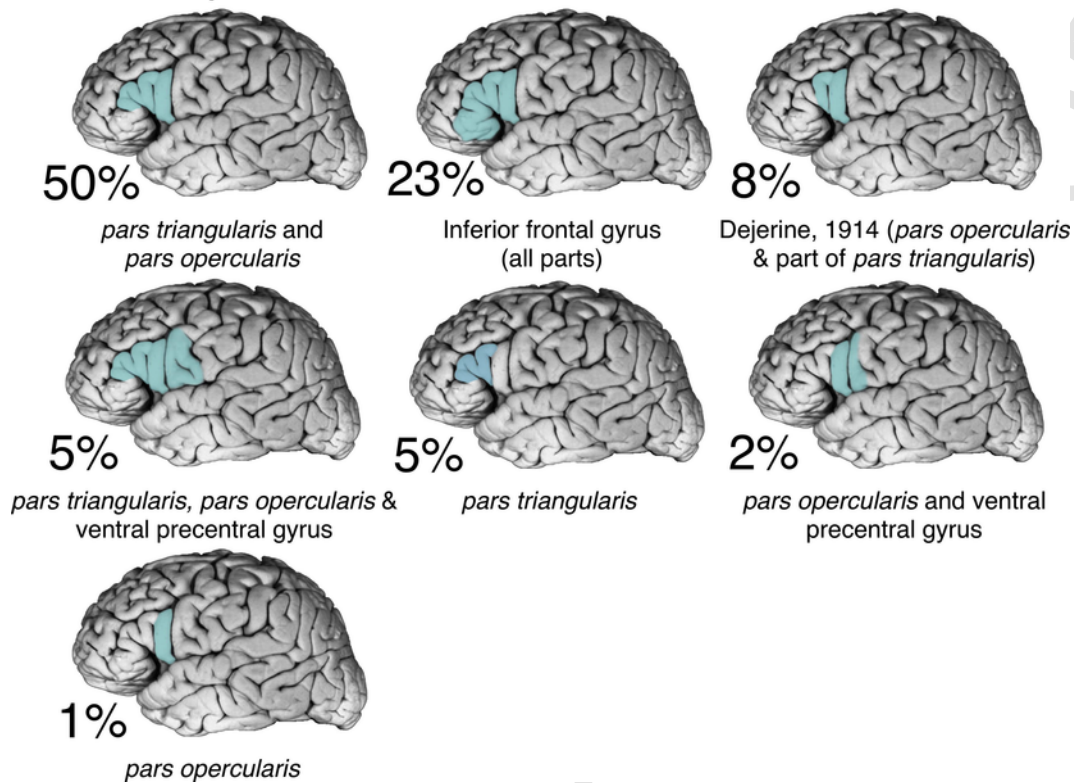 50%
pars triangularis and
pars opercularis
23%
Inferior frontal gyrus
(all parts)
8%
Dejerine, 1914 (pars opercularis
& part of pars triangularis)
5%
pars triangularis, pars opercularis &
ventral precentral gyrus
5%
pars triangularis
2%
pars opercularis and ventral
precentral gyrus
1%
pars opercularis